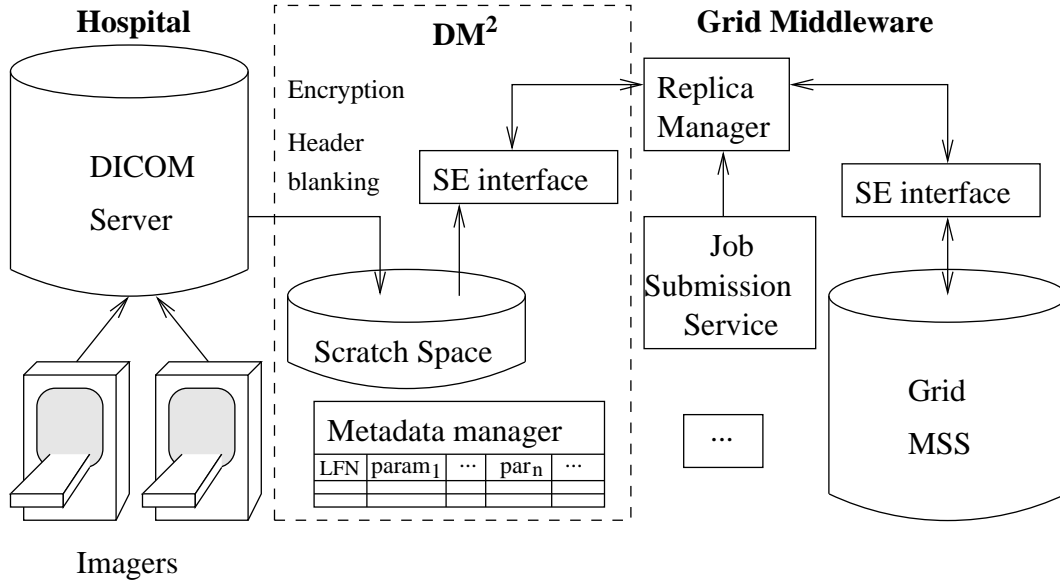 Hospital
DM²
Grid Middleware
DICOM
Server
Imagers
Encryption
Header
blanking
SE interface
Scratch Space
Metadata manager
LFN param₁ ... parₙ ...
Replica
Manager
Job
Submission
Service
...
SE interface
Grid
MSS